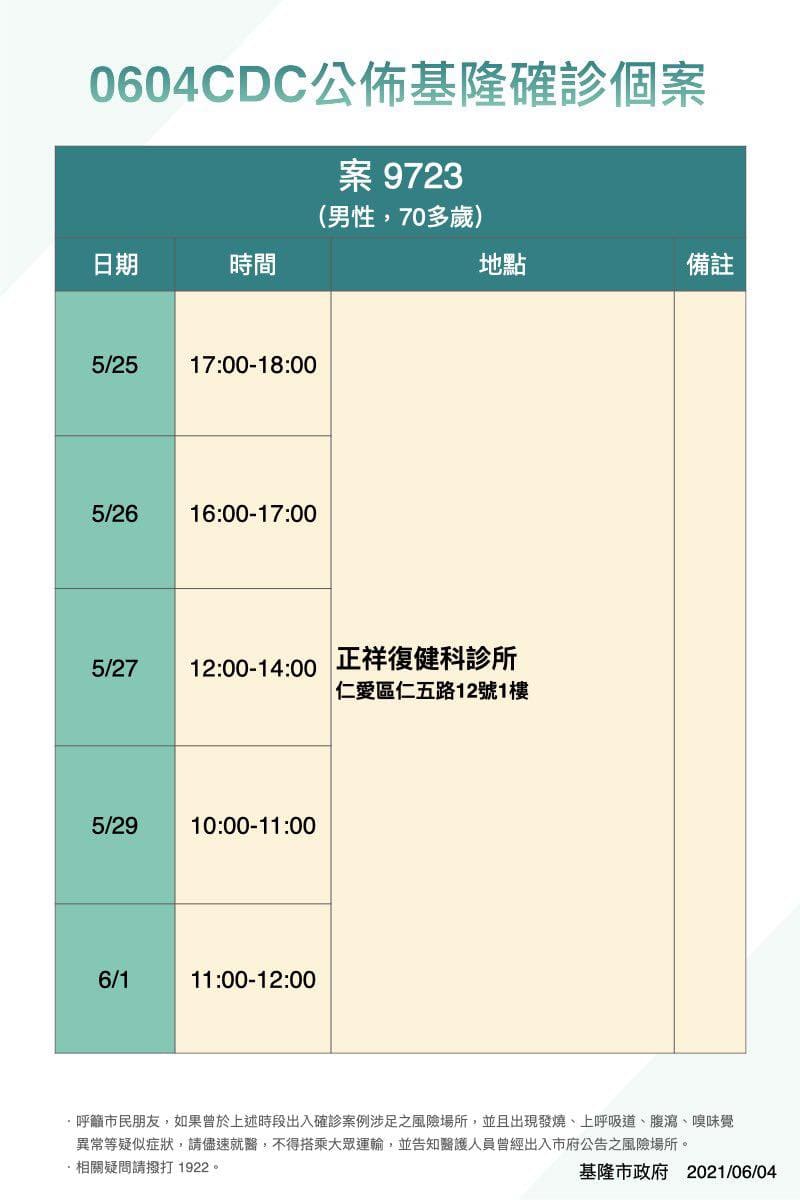 0604CDC公佈基隆確診個案
案 9723
(男性，70多歲)
日期 時間 地點 備註
5/25 17:00-18:00
5/26 16:00-17:00
5/27 12:00-14:00
正祥復健科診所
仁愛區仁五路12號1樓
5/29 10:00-11:00
6/1 11:00-12:00
· 呼籲市民朋友，如果曾於上述時段出入確診案例涉足之風險場所，並且出現發燒、上呼吸道、腹瀉、嗅味覺
異常等疑似症狀，請儘速就醫，不得搭乘大眾運輸，並告知醫護人員曾經出入市府公告之風險場所。
· 相關疑問請撥打 1922。
基隆市政府 2021/06/04